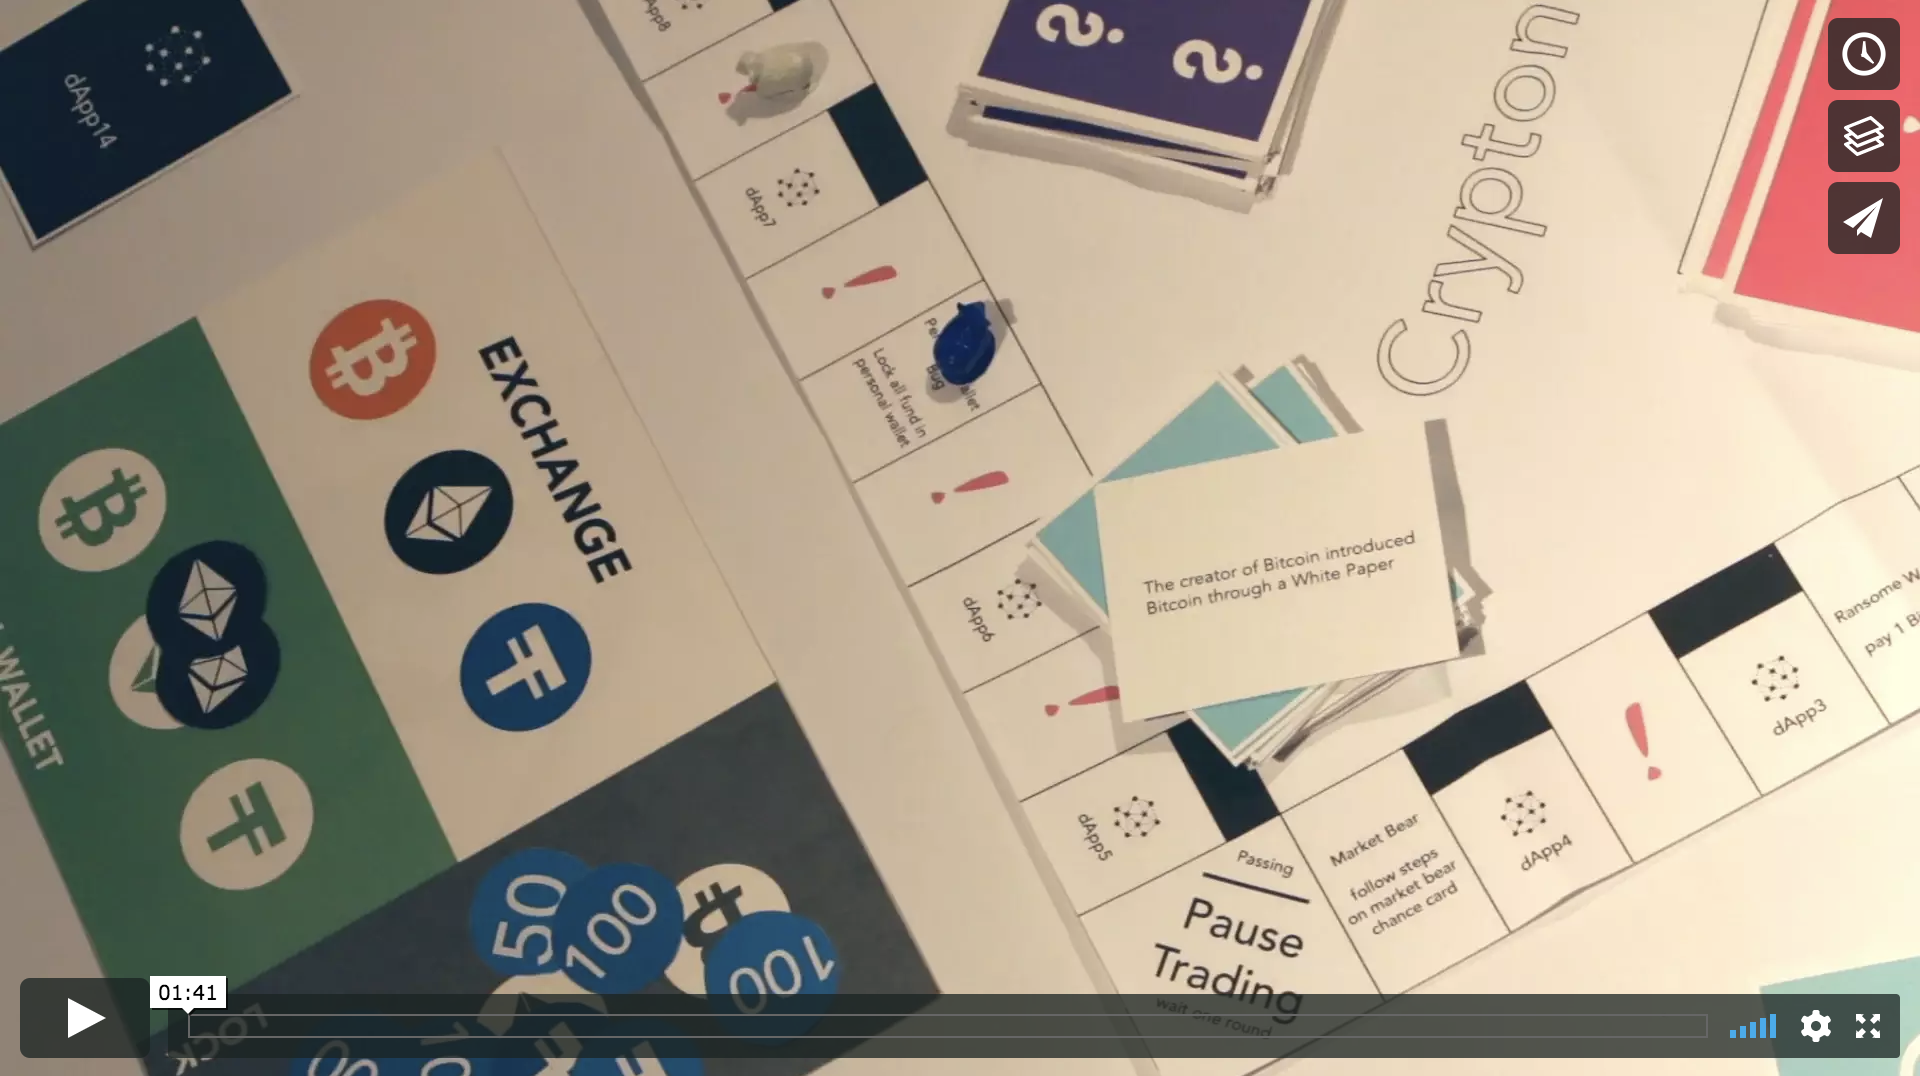 dApp8
dApp14
? ?
Crypton
dApp7
!
EXCHANGE
Lock all fund in
personal wallet
Bug
!
The creator of Bitcoin introduced
Bitcoin through a White Paper
dApp6
WALLET
!
dApp5
Passing
Pause
Trading
wait one round
Market Bear
follow steps
on market bear
chance card
dApp4
!
dApp3
Ransome W
pay 1 B
50
100
100
LOCK
01:41